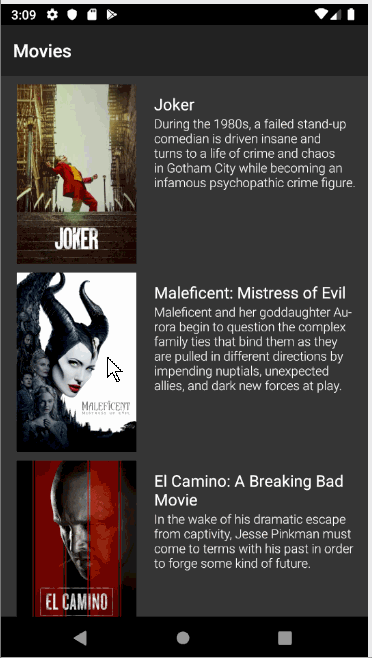 3:09
Movies
Joker
During the 1980s, a failed stand-up
comedian is driven insane and
turns to a life of crime and chaos
in Gotham City while becoming an
infamous psychopathic crime figure.
JOKER
Maleficent: Mistress of Evil
Maleficent and her goddaughter Au-
rora begin to question the complex
family ties that bind them as they
are pulled in different directions by
impending nuptials, unexpected
allies, and dark new forces at play.
MALEFICENT
MISTRESS OF EVIL
El Camino: A Breaking Bad
Movie
In the wake of his dramatic escape
from captivity, Jesse Pinkman must
come to terms with his past in order
to forge some kind of future.
EL CAMINO